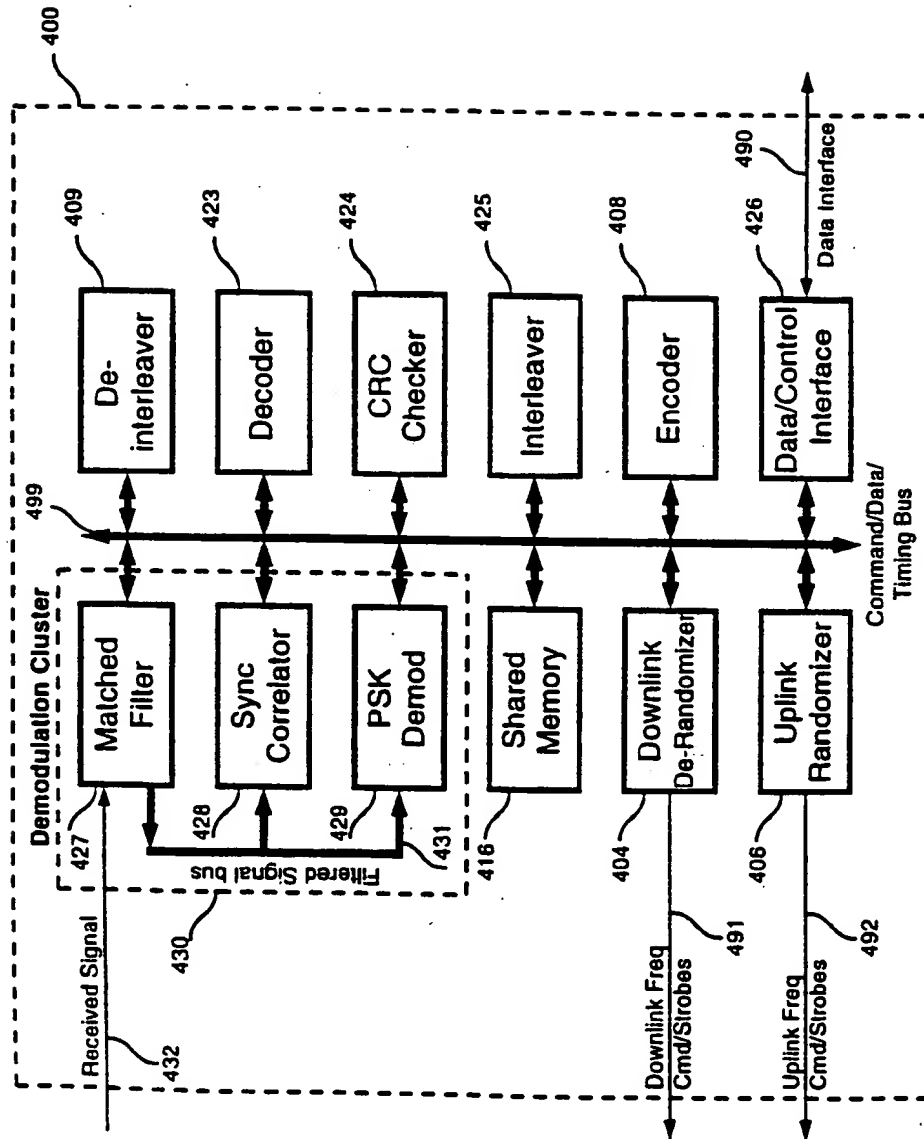 400
409
De-
interleaver
423
Decoder
424
CRC
Checker
425
Interleaver
408
Encoder
426
Data/Control
Interface
490
Data Interface
499
Command/Data/
Timing Bus
Demodulation Cluster
Matched
Filter
427
Sync
Correlator
428
PSK
Demod
429
431
Filtered Signal bus
430
Shared
Memory
416
Downlink
De-Randomizer
404
Uplink
Randomizer
406
Received Signal
432
491
Downlink Freq
Cmd/Strobes
492
Uplink Freq
Cmd/Strobes